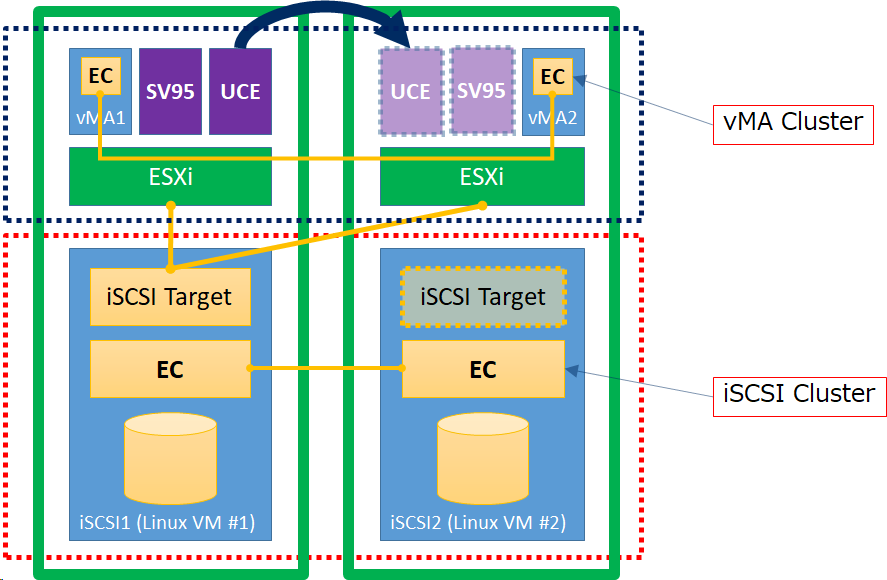 EC
vMA1
SV95
UCE
UCE
SV95
EC
vMA2
vMA Cluster
ESXi
ESXi
iSCSI Target
iSCSI Target
EC
EC
iSCSI Cluster
iSCSI1 (Linux VM #1)
iSCSI2 (Linux VM #2)